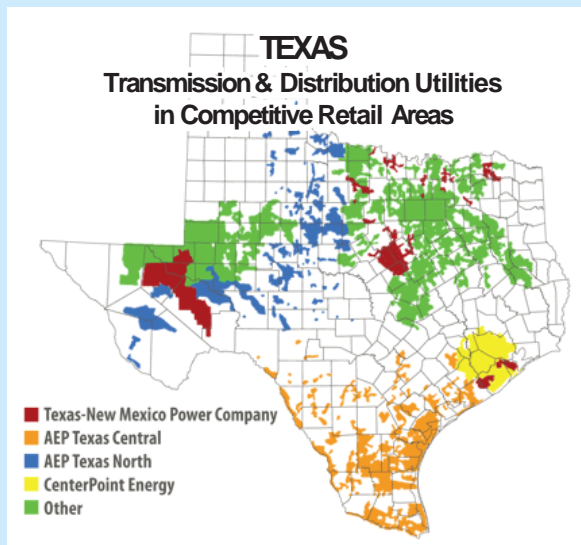 TEXAS
Transmission & Distribution Utilities
in Competitive Retail Areas
Texas-New Mexico Power Company
AEP Texas Central
AEP Texas North
CenterPoint Energy
Other